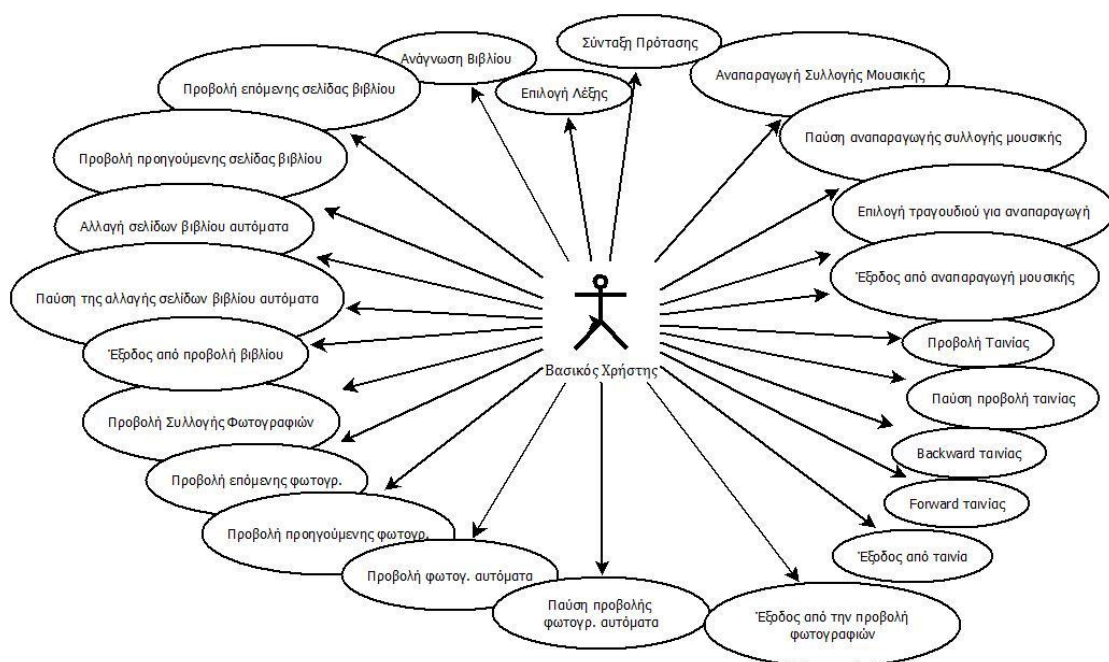 Σύνταξη Πρότασης
Ανάγνωση Βιβλίου
Αναπαραγωγή Συλλογής Μουσικής
Προβολή επόμενης σελίδας βιβλίου
Επιλογή Λέξης
Παύση αναπαραγωγής συλλογής μουσικής
Προβολή προηγούμενης σελίδας βιβλίου
Επιλογή τραγουδιού για αναπαραγωγή
Αλλαγή σελίδων βιβλίου αυτόματα
Έξοδος από αναπαραγωγή μουσικής
Παύση της αλλαγής σελίδων βιβλίου αυτόματα
Προβολή Ταινίας
Έξοδος από προβολή βιβλίου
Βασικός Χρήστης
Παύση προβολή ταινίας
Προβολή Συλλογής Φωτογραφιών
Backward ταινίας
Προβολή επόμενης φωτογρ.
Forward ταινίας
Προβολή προηγούμενης φωτογρ.
Έξοδος από ταινία
Προβολή φωτογ. αυτόματα
Παύση προβολής
φωτογρ. αυτόματα
Έξοδος από την προβολή
φωτογραφιών